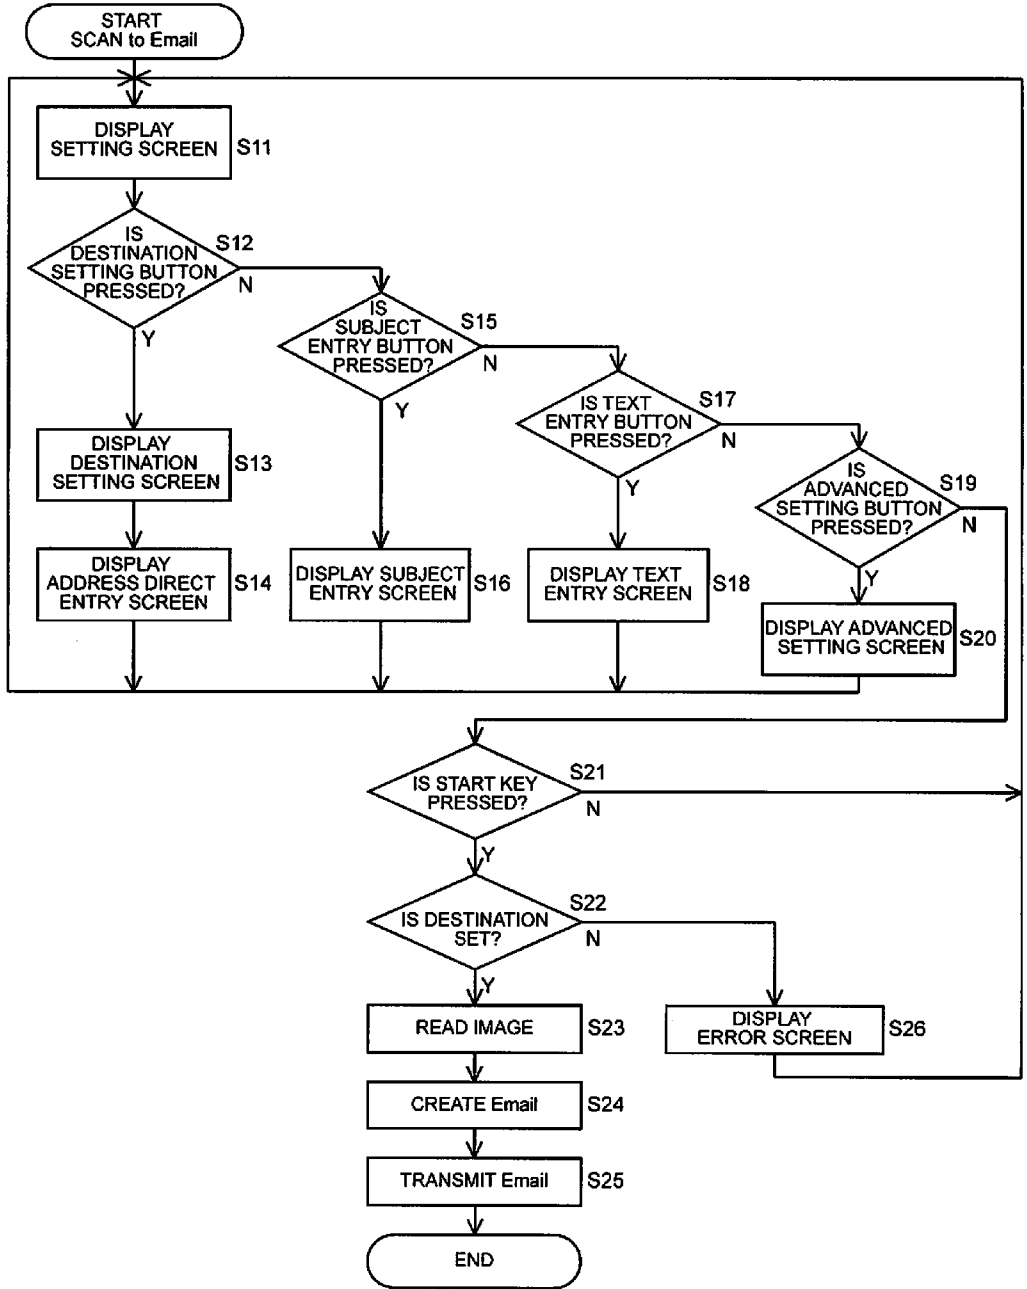 START
SCAN to Email
DISPLAY
SETTING SCREEN
S11
IS
DESTINATION
SETTING BUTTON
PRESSED?
S12
N
Y
IS
SUBJECT
ENTRY BUTTON
PRESSED?
S15
N
Y
IS TEXT
ENTRY BUTTON
PRESSED?
S17
N
Y
IS
ADVANCED
SETTING BUTTON
PRESSED?
S19
N
Y
DISPLAY
DESTINATION
SETTING SCREEN
S13
DISPLAY
ADDRESS DIRECT
ENTRY SCREEN
S14
DISPLAY SUBJECT
ENTRY SCREEN
S16
DISPLAY TEXT
ENTRY SCREEN
S18
DISPLAY ADVANCED
SETTING SCREEN
S20
IS START KEY
PRESSED?
S21
N
Y
IS DESTINATION
SET?
S22
N
Y
READ IMAGE
S23
DISPLAY
ERROR SCREEN
S26
CREATE Email
S24
TRANSMIT Email
S25
END